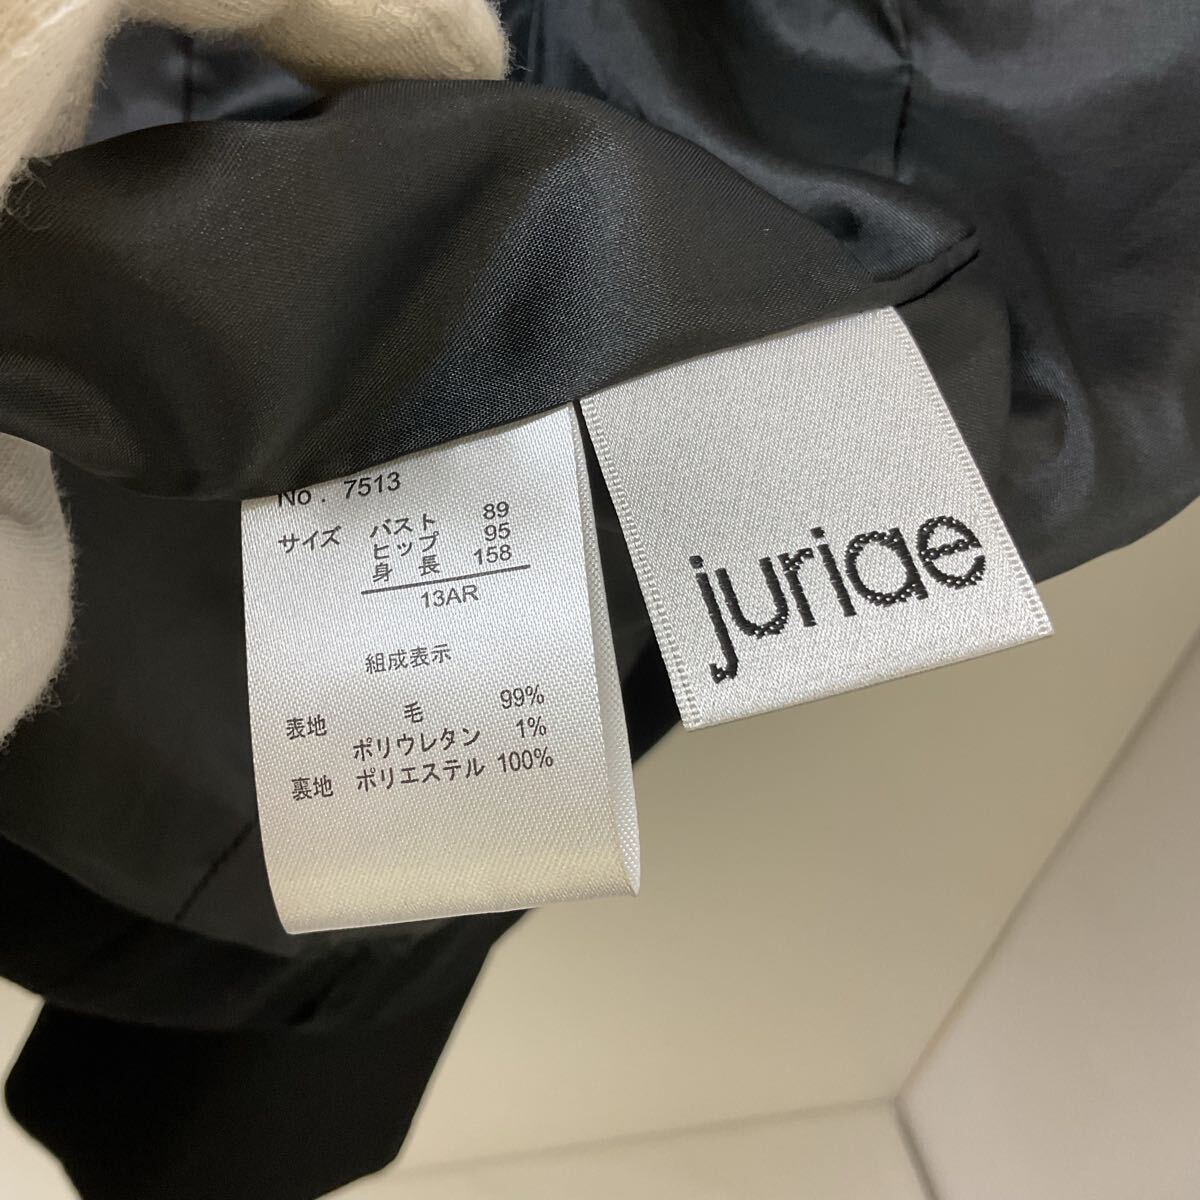 No. 7513
サイズ バスト 89
ヒップ 95
身長 158
13AR
組成表示
表地 毛 99%
ポリウレタン 1%
裏地 ポリエステル 100%
juriae